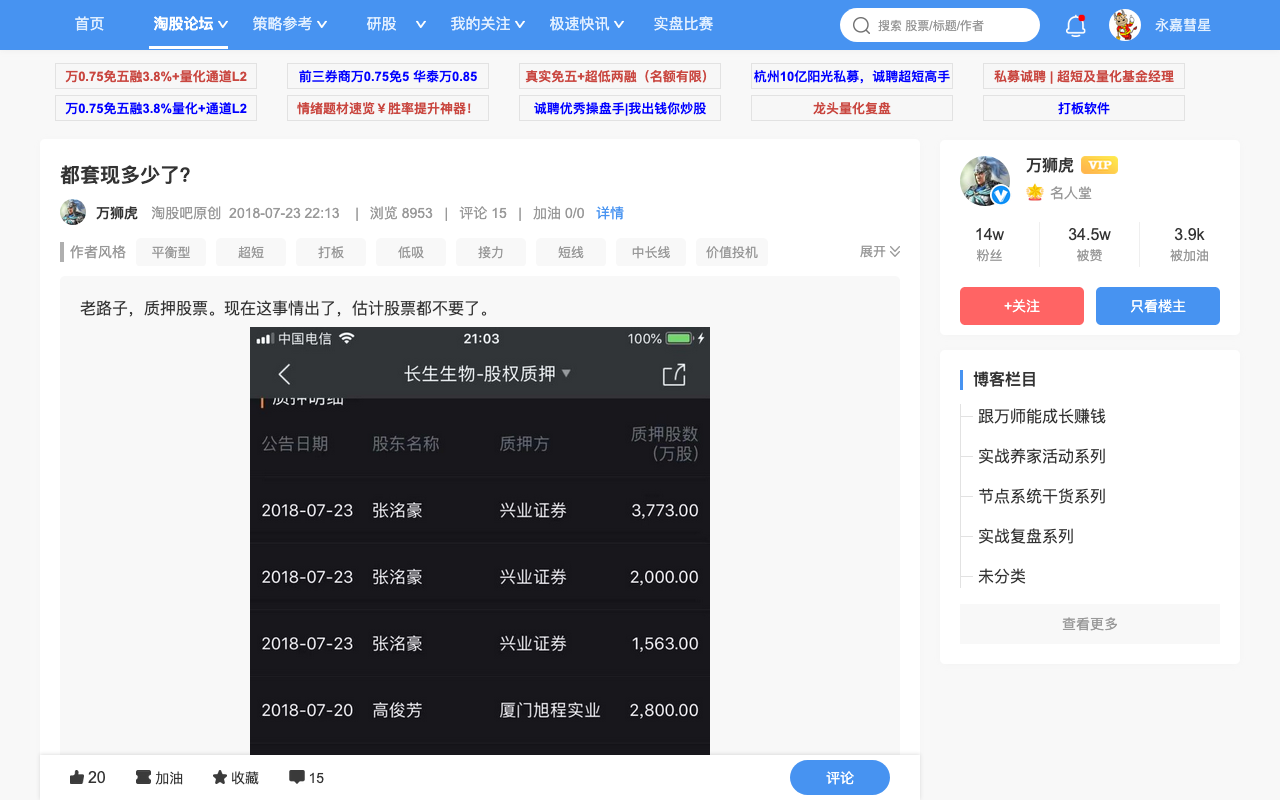 首页 淘股论坛 策略参考 研股 我的关注 极速快讯 实盘比赛 搜索 股票/标题/作者 永嘉彗星
万0.75免五融3.8%+量化通道L2 前三券商万0.75免5 华泰万0.85 真实免五+超低两融（名额有限） 杭州10亿阳光私募，诚聘超短高手 私募诚聘 | 超短及量化基金经理
万0.75免五融3.8%量化+通道L2 情绪题材速览￥胜率提升神器！ 诚聘优秀操盘手|我出钱你炒股 龙头量化复盘 打板软件
都套现多少了?
万狮虎 淘股吧原创 2018-07-23 22:13 | 浏览 8953 | 评论 15 | 加油 0/0 详情
作者风格 平衡型 超短 打板 低吸 接力 短线 中长线 价值投机 展开
老路子，质押股票。现在这事情出了，估计股票都不要了。
中国电信 21:03 100%
长生生物-股权质押
质押明细
公告日期 股东名称 质押方 质押股数
（万股）
2018-07-23 张洺豪 兴业证券 3,773.00
2018-07-23 张洺豪 兴业证券 2,000.00
2018-07-23 张洺豪 兴业证券 1,563.00
2018-07-20 高俊芳 厦门旭程实业 2,800.00
20 加油 收藏 15 评论
万狮虎 VIP
名人堂
14w 34.5w 3.9k
粉丝 被赞 被加油
+关注 只看楼主
博客栏目
跟万师能成长赚钱
实战养家活动系列
节点系统干货系列
实战复盘系列
未分类
查看更多